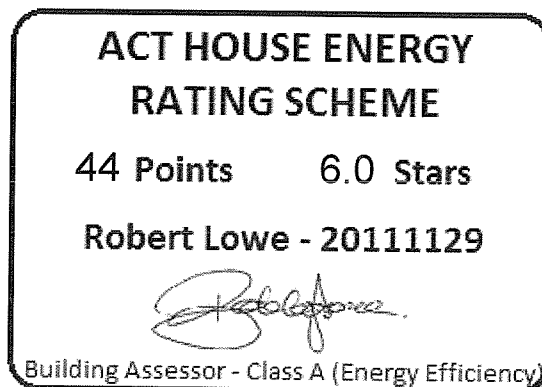 ACT HOUSE ENERGY
RATING SCHEME
44 Points 6.0 Stars
Robert Lowe - 20111129
Building Assessor - Class A (Energy Efficiency)